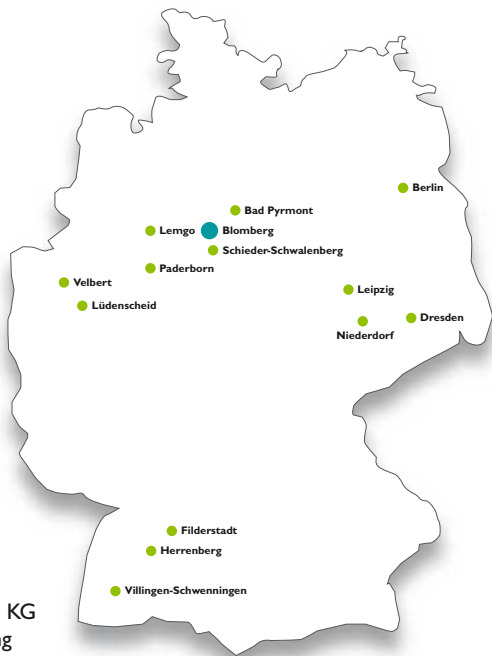 Berlin
Bad Pyrmont
Lemgo
Blomberg
Schieder-Schwalenberg
Paderborn
Velbert
Leipzig
Lüdenscheid
Dresden
Niederdorf
Filderstadt
Herrenberg
Villingen-Schwenningen
KG